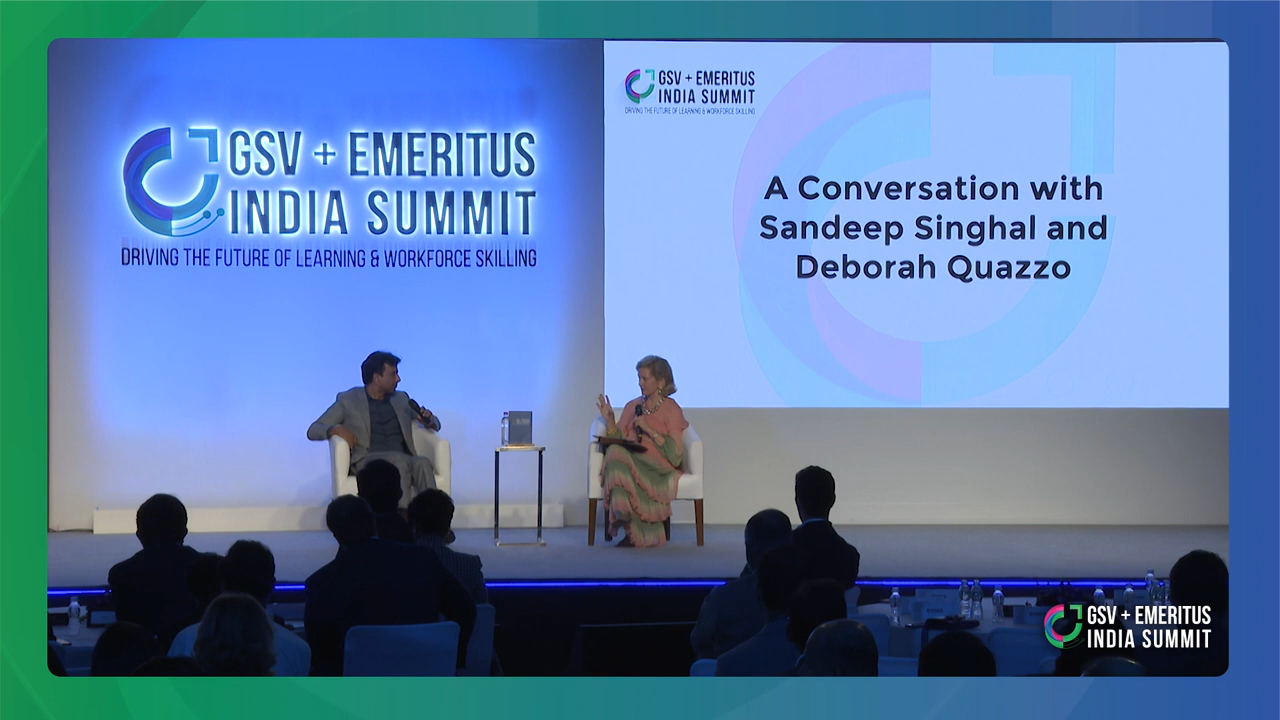 GSV + EMERITUS
INDIA SUMMIT
DRIVING THE FUTURE OF LEARNING & WORKFORCE SKILLING
GSV + EMERITUS
INDIA SUMMIT
DRIVING THE FUTURE OF LEARNING & WORKFORCE SKILLING
A Conversation with
Sandeep Singhal and
Deborah Quazzo
GSV + EMERITUS
INDIA SUMMIT